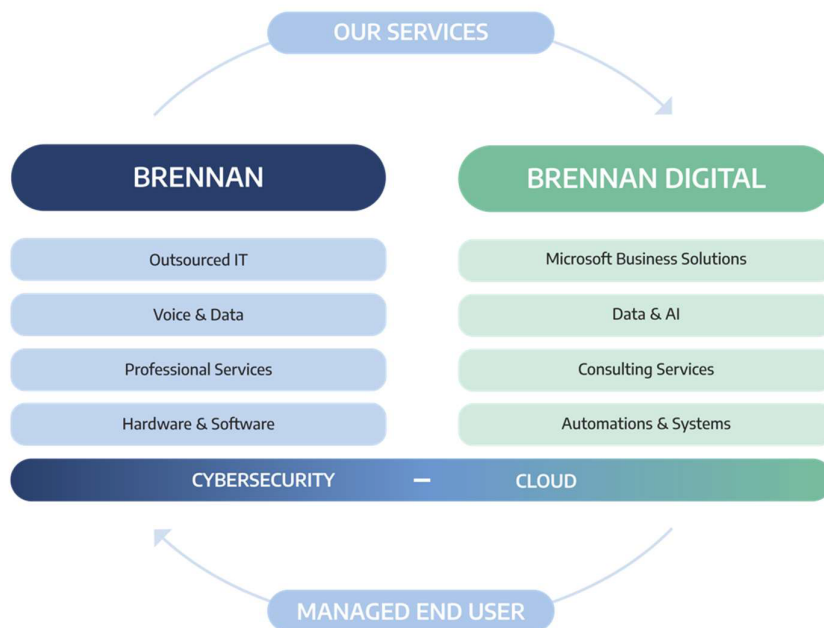 OUR SERVICES
BRENNAN
BRENNAN DIGITAL
Outsourced IT
Microsoft Business Solutions
Voice & Data
Data & AI
Professional Services
Consulting Services
Hardware & Software
Automations & Systems
CYBERSECURITY – CLOUD
MANAGED END USER